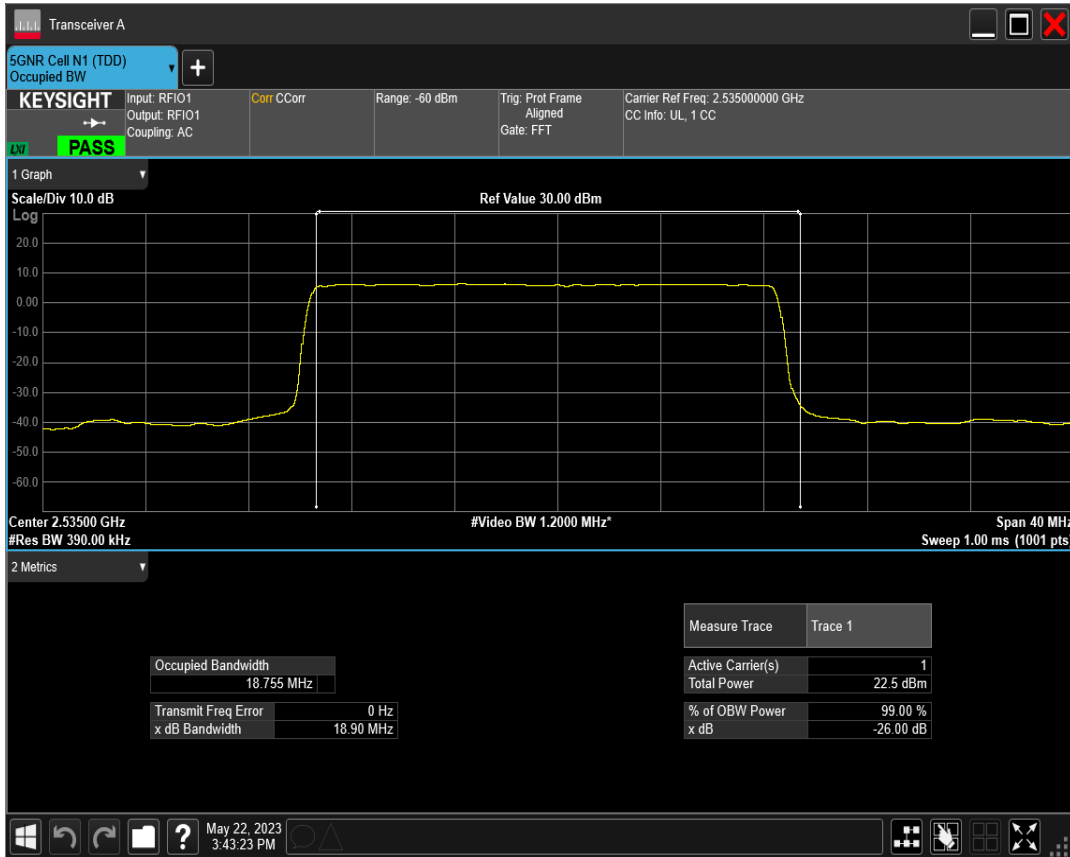 Transceiver A
5GNR Cell N1 (TDD)
Occupied BW
+
KEYSIGHT
LXI
PASS
Input: RFIO1
Output: RFIO1
Coupling: AC
Corr CCorr
Range: -60 dBm
Trig: Prot Frame
Aligned
Gate: FFT
Carrier Ref Freq: 2.535000000 GHz
CC Info: UL, 1 CC
1 Graph
Scale/Div 10.0 dB
Ref Value 30.00 dBm
Log
20.0
10.0
0.00
-10.0
-20.0
-30.0
-40.0
-50.0
-60.0
Center 2.53500 GHz
#Video BW 1.2000 MHz*
Span 40 MHz
#Res BW 390.00 kHz
Sweep 1.00 ms (1001 pts)
2 Metrics
Measure Trace Trace 1
Occupied Bandwidth
18.755 MHz
Active Carrier(s) 1
Total Power 22.5 dBm
Transmit Freq Error 0 Hz
x dB Bandwidth 18.90 MHz
% of OBW Power 99.00 %
x dB -26.00 dB
?
May 22, 2023
3:43:23 PM